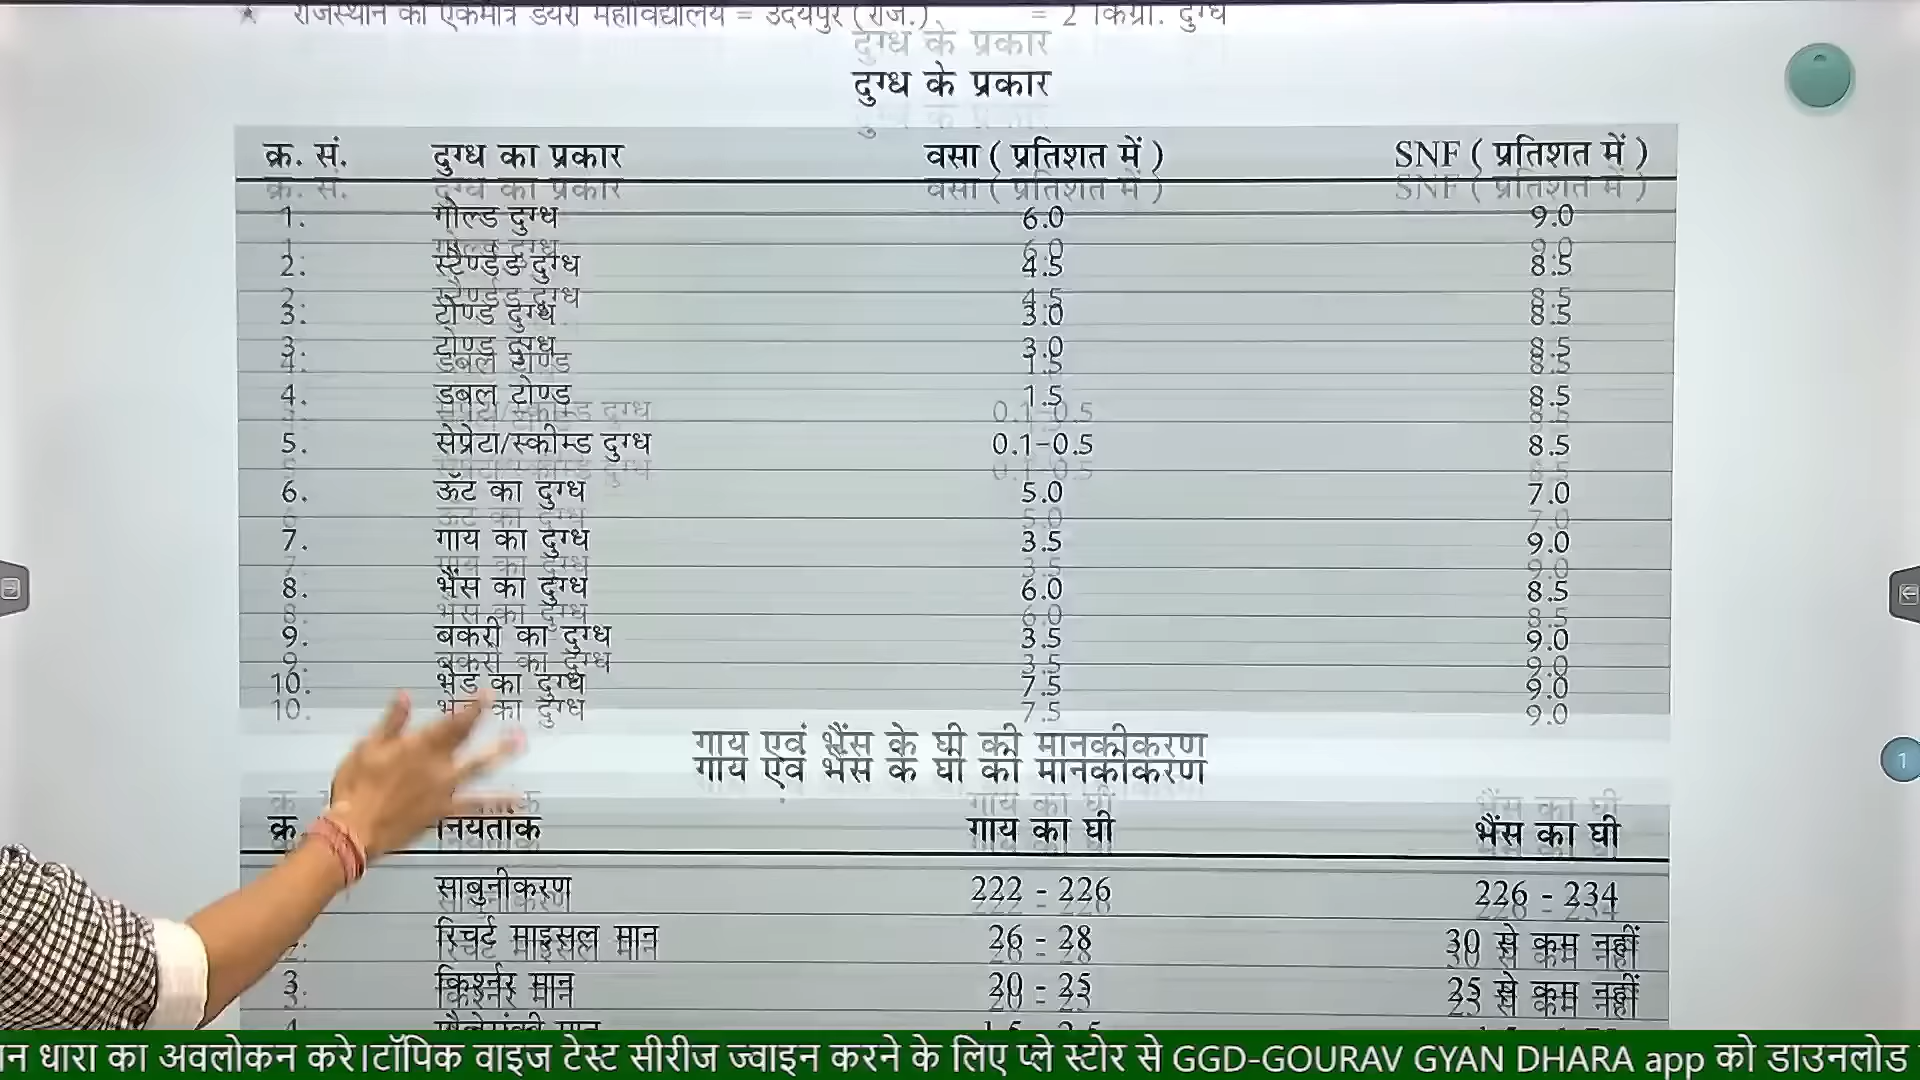 राजस्थान का एकमात्र डेयरी महाविद्यालय = उदयपुर (राज.) = 2 किग्रा. दुग्ध
दुग्ध के प्रकार
क्र. सं. दुग्ध का प्रकार वसा ( प्रतिशत में ) SNF ( प्रतिशत में )
1. गोल्ड दुग्ध 6.0 9.0
2. स्टैण्डर्ड दुग्ध 4.5 8.5
3. टोण्ड दुग्ध 3.0 8.5
4. डबल टोण्ड 1.5 8.5
5. सेप्रेटा/स्कीम्ड दुग्ध 0.1-0.5 8.5
6. ऊँट का दुग्ध 5.0 7.0
7. गाय का दुग्ध 3.5 9.0
8. भैंस का दुग्ध 6.0 8.5
9. बकरी का दुग्ध 3.5 9.0
10. भेड का दुग्ध 7.5 9.0
गाय एवं भैंस के घी की मानकीकरण
क्र नियतांक गाय का घी भैंस का घी
साबुनीकरण 222 - 226 226 - 234
2. रिचर्ट माइसल मान 26 - 28 30 से कम नहीं
3. किर्श्नर मान 20 - 25 25 से कम नहीं
न धारा का अवलोकन करे।टॉपिक वाइज टेस्ट सीरीज ज्वाइन करने के लिए प्ले स्टोर से GGD-GOURAV GYAN DHARA app को डाउनलोड
1